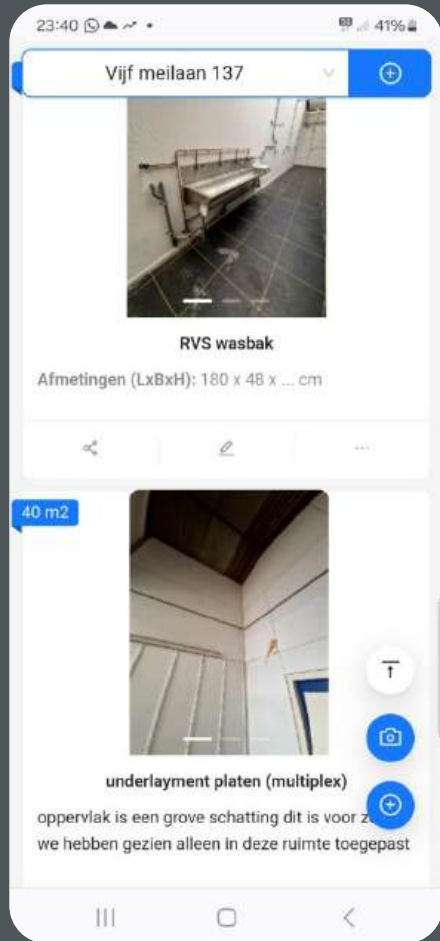 23:40
41%
Vijf meilaan 137
RVS wasbak
Afmetingen (LxBxH): 180 x 48 x ... cm
40 m2
underlayment platen (multiplex)
oppervlak is een grove schatting dit is voor
we hebben gezien alleen in deze ruimte toegepast